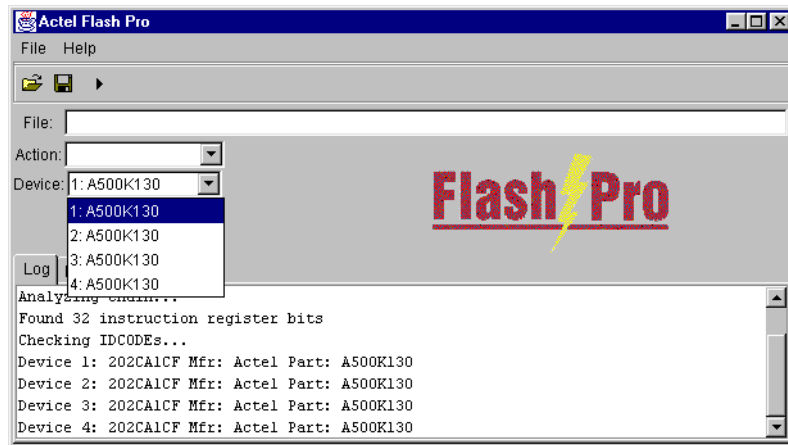 Actel Flash Pro
File Help
File:
Action:
Device: 1: A500K130
Flash Pro
1: A500K130
2: A500K130
3: A500K130
4: A500K130
Log
Analyzing chain...
Found 32 instruction register bits
Checking IDCODEs...
Device 1: 202CA1CF Mfr: Actel Part: A500K130
Device 2: 202CA1CF Mfr: Actel Part: A500K130
Device 3: 202CA1CF Mfr: Actel Part: A500K130
Device 4: 202CA1CF Mfr: Actel Part: A500K130